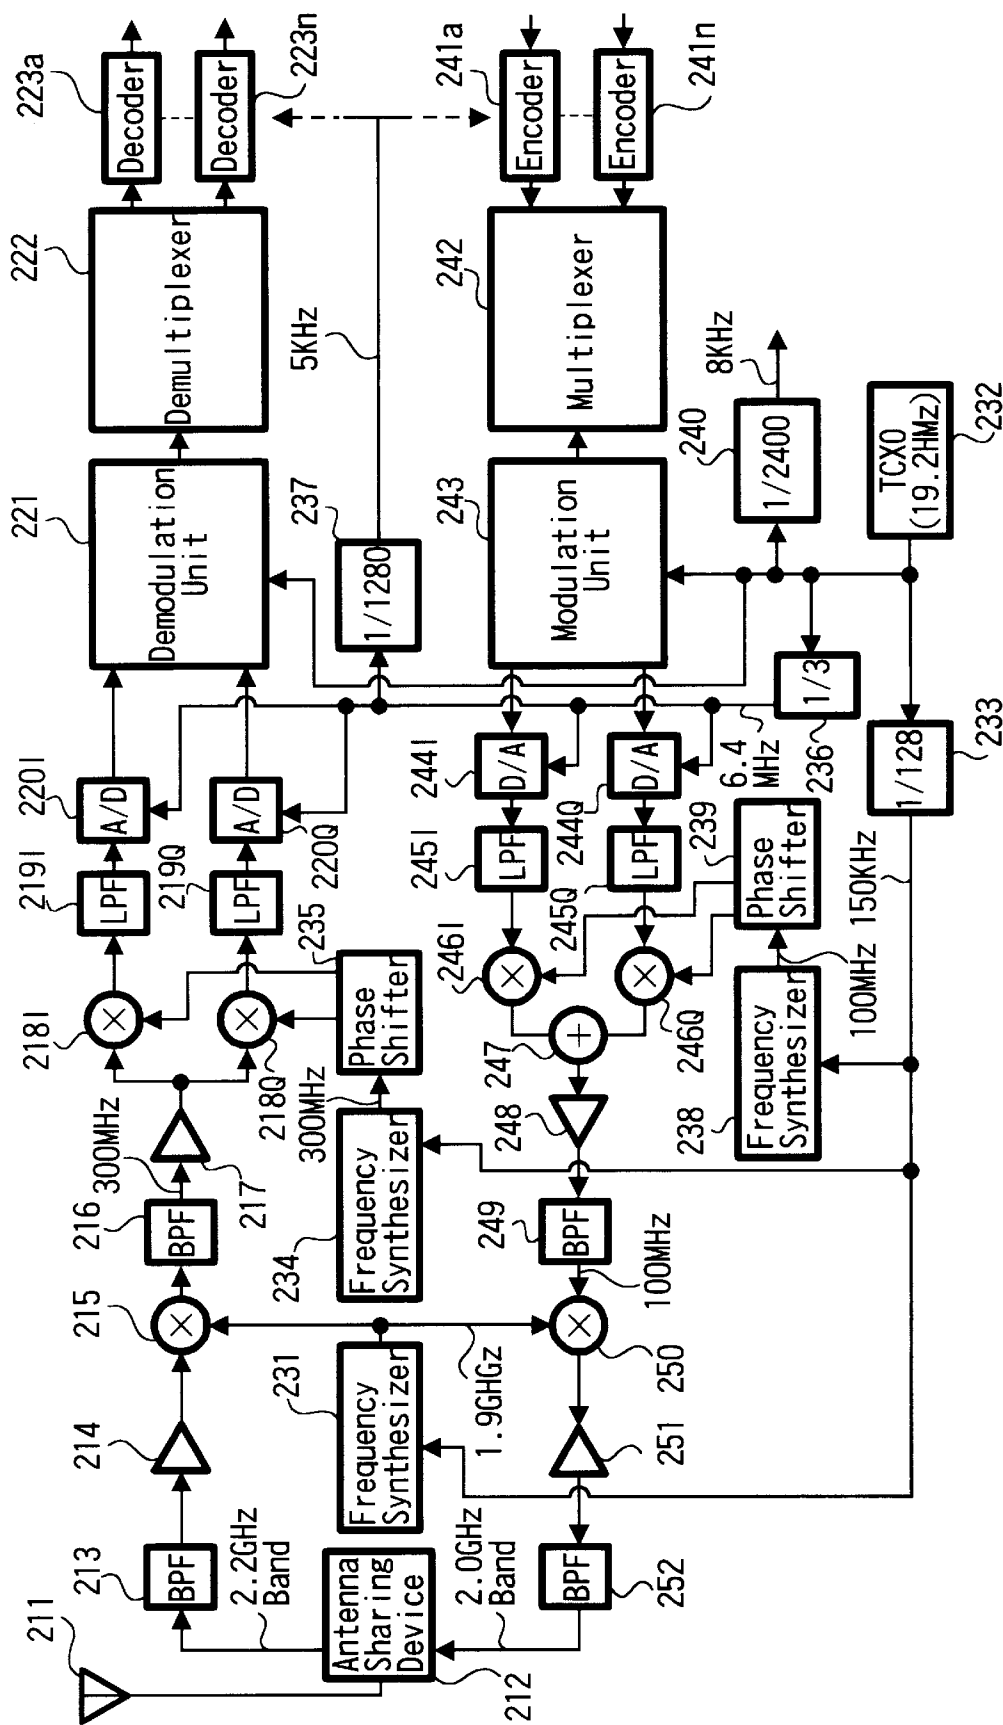 211
213
BPF
2.2GHz
Band
Antenna
Sharing
Device
212
2.0GHz
Band
BPF
252
214
215
216
BPF
300MHz
217
218I
218Q
219I
LPF
219Q
LPF
220I
A/D
220Q
A/D
221
Demodulation
Unit
222
Demultiplexer
223a
Decoder
223n
Decoder
231
Frequency
Synthesizer
1.9GHGz
234
Frequency
Synthesizer
300MHz
235
Phase
Shifter
237
1/1280
5KHz
251
250
100MHz
249
BPF
248
247
246I
246Q
245I
LPF
245Q
LPF
244I
D/A
244Q
D/A
243
Modulation
Unit
242
Multiplexer
241a
Encoder
241n
Encoder
238
Frequency
Synthesizer
100MHz
239
Phase
Shifter
6.4
MHz
236
1/3
240
1/2400
8KHz
150KHz
233
1/128
TCXO
(19.2HMz)
232